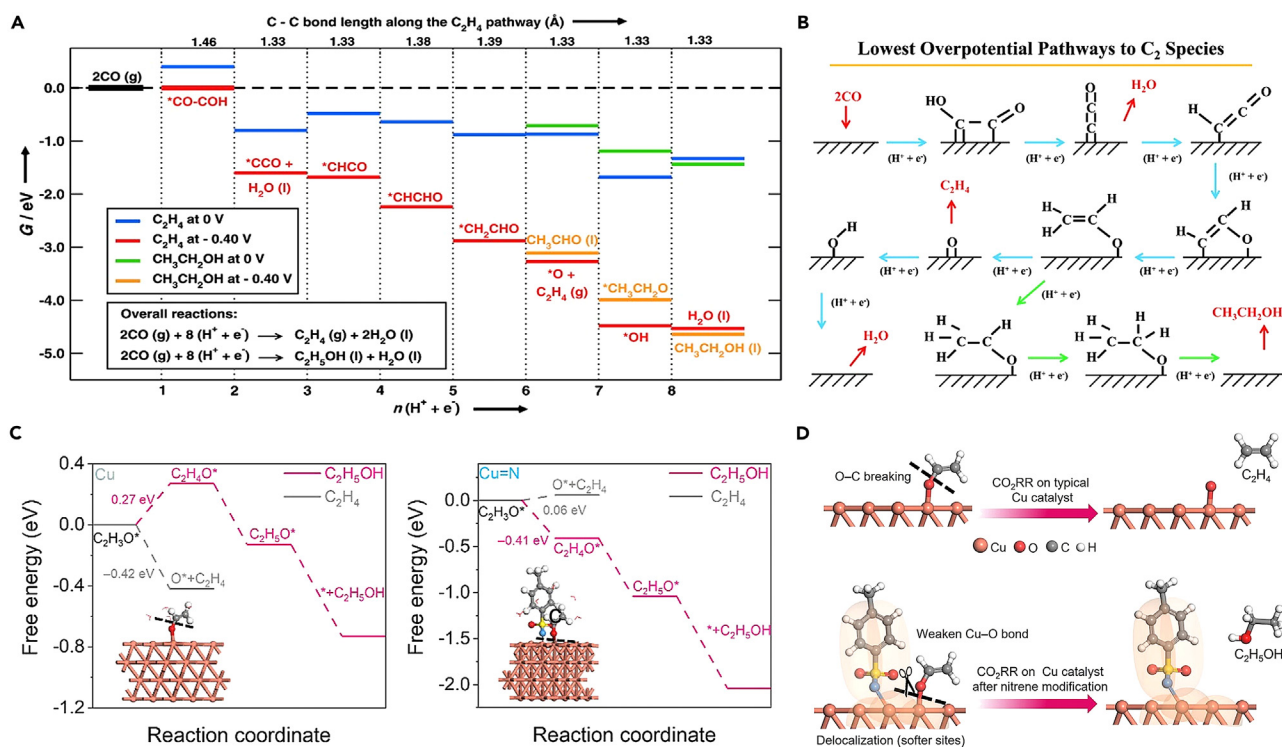 A
C - C bond length along the C2H4 pathway (Å)
1.46 1.33 1.33 1.38 1.39 1.33 1.33 1.33
2CO (g)
0.0
-1.0
-2.0
-3.0
-4.0
-5.0
G / eV
*CO-COH
*CCO +
H2O (l)
*CHCO
*CHCHO
*CH2CHO
CH3CHO (l)
*O +
C2H4 (g)
*CH3CH2O
*OH
H2O (l)
CH3CH2OH (l)
C2H4 at 0 V
C2H4 at - 0.40 V
CH3CH2OH at 0 V
CH3CH2OH at - 0.40 V
Overall reactions:
2CO (g) + 8 (H+ + e-) → C2H4 (g) + 2H2O (l)
2CO (g) + 8 (H+ + e-) → C2H5OH (l) + H2O (l)
1 2 3 4 5 6 7 8
n (H+ + e-)
B
Lowest Overpotential Pathways to C2 Species
2CO
HO
O
C C
C
C
O
H2O
O
C
C
H
(H+ + e-)
(H+ + e-)
(H+ + e-)
(H+ + e-)
H
O
C2H4
O
H
H
H
C=C
O
H
H
C
C
O
(H+ + e-)
(H+ + e-)
(H+ + e-)
(H+ + e-)
(H+ + e-)
H2O
H
H
H
C
C
O
H
H
H
H
C
C
O
CH3CH2OH
(H+ + e-)
(H+ + e-)
C
Cu
0.4
0.0
-0.4
-0.8
-1.2
Free energy (eV)
C2H4O*
0.27 eV
C2H3O*
−0.42 eV
O*+C2H4
C2H5O*
*+C2H5OH
C2H5OH
C2H4
Reaction coordinate
Cu=N
0.0
-0.5
-1.0
-1.5
-2.0
Free energy (eV)
O*+C2H4
0.06 eV
C2H3O*
−0.41 eV
C2H4O*
C2H5O*
*+C2H5OH
C2H5OH
C2H4
Reaction coordinate
D
O–C breaking
CO2RR on typical
Cu catalyst
C2H4
Cu O C H
Weaken Cu–O bond
CO2RR on Cu catalyst
after nitrene modification
C2H5OH
Delocalization (softer sites)